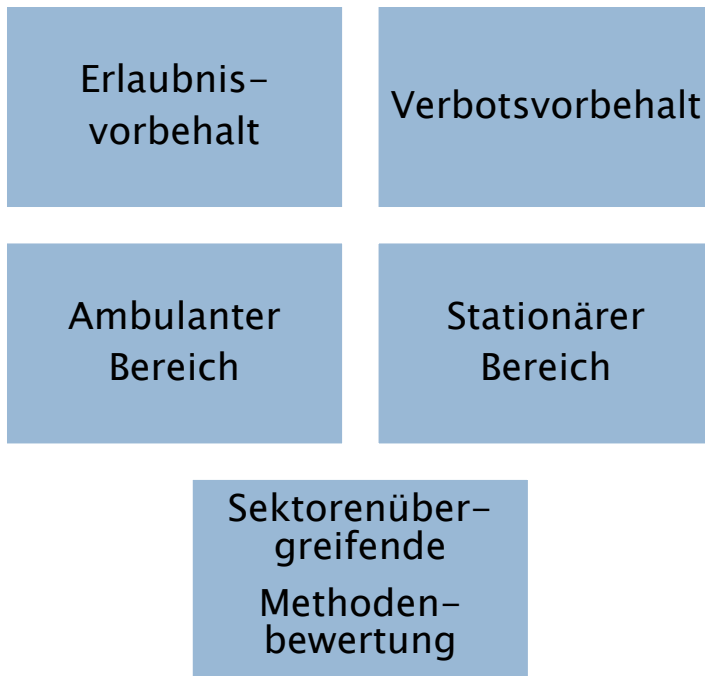 Erlaubnis-
vorbehalt
Verbotsvorbehalt
Ambulanter
Bereich
Stationärer
Bereich
Sektorenüber-
greifende
Methoden-
bewertung